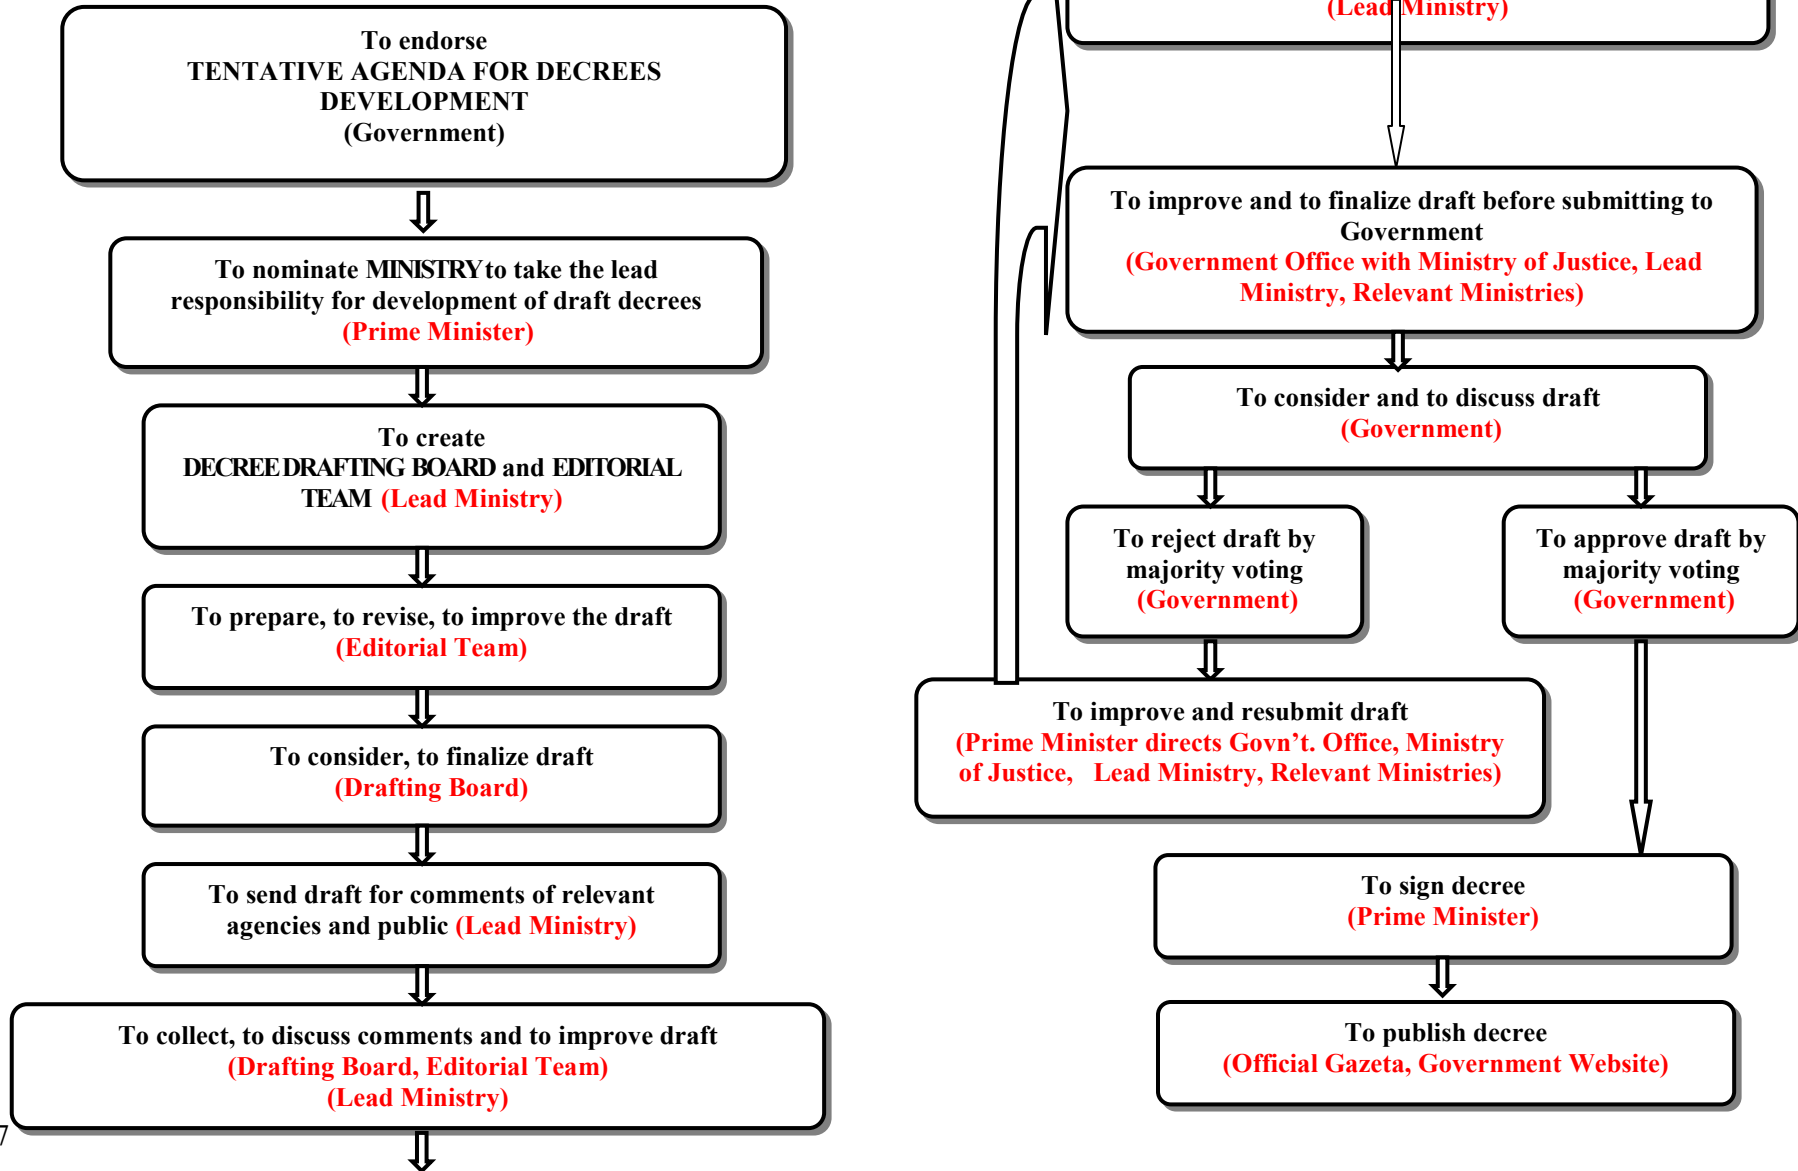 To endorse
TENTATIVE AGENDA FOR DECREES
DEVELOPMENT
(Government)
To nominate MINISTRY to take the lead
responsibility for development of draft decrees
(Prime Minister)
To create
DECREE DRAFTING BOARD and EDITORIAL
TEAM (Lead Ministry)
To prepare, to revise, to improve the draft
(Editorial Team)
To consider, to finalize draft
(Drafting Board)
To send draft for comments of relevant
agencies and public (Lead Ministry)
To collect, to discuss comments and to improve draft
(Drafting Board, Editorial Team)
(Lead Ministry)
7
(Lead Ministry)
To improve and to finalize draft before submitting to
Government
(Government Office with Ministry of Justice, Lead
Ministry, Relevant Ministries)
To consider and to discuss draft
(Government)
To reject draft by
majority voting
(Government)
To approve draft by
majority voting
(Government)
To improve and resubmit draft
(Prime Minister directs Govn’t. Office, Ministry
of Justice, Lead Ministry, Relevant Ministries)
To sign decree
(Prime Minister)
To publish decree
(Official Gazeta, Government Website)